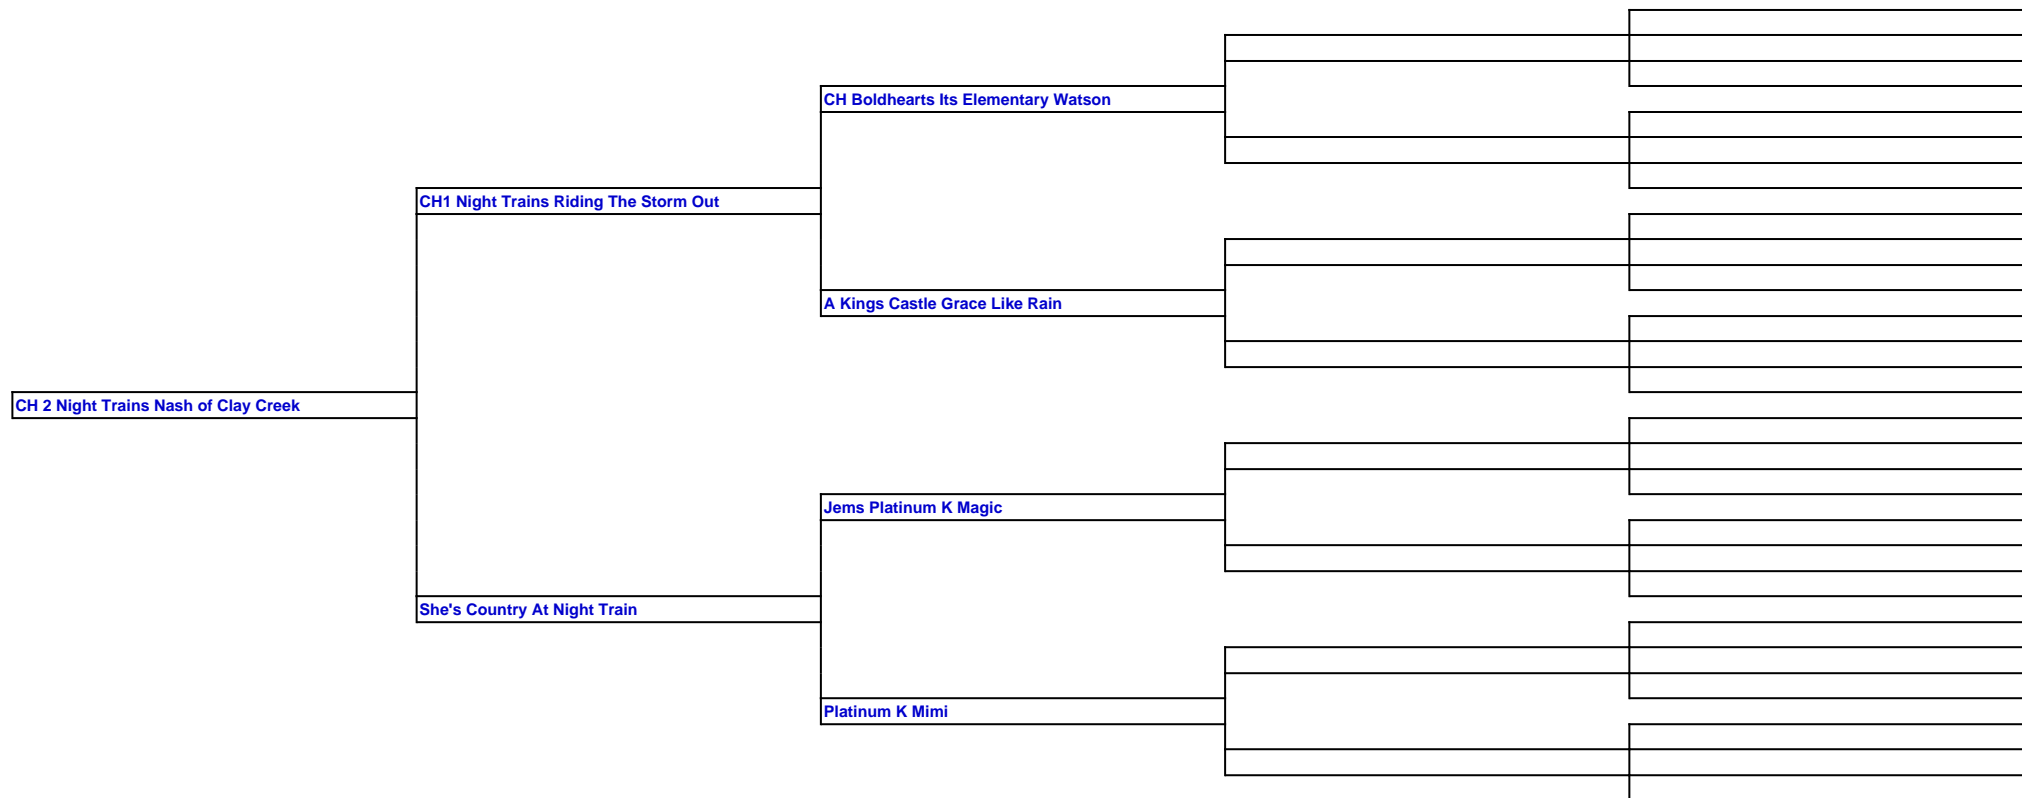 CH Boldhearts Its Elementary Watson
CH1 Night Trains Riding The Storm Out
A Kings Castle Grace Like Rain
CH 2 Night Trains Nash of Clay Creek
Jems Platinum K Magic
She's Country At Night Train
Platinum K Mimi